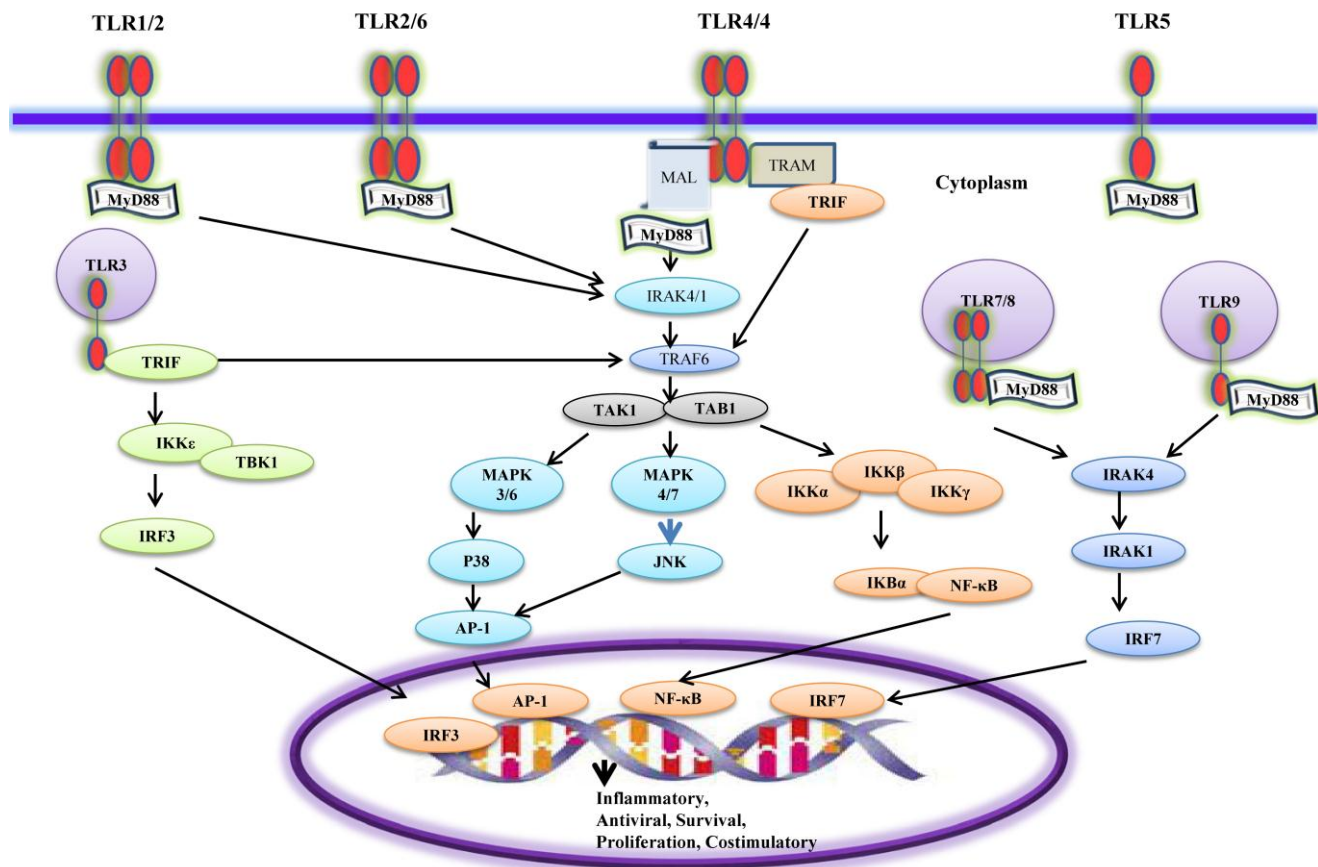 TLR1/2
TLR2/6
TLR4/4
TLR5
MAL
TRAM
Cytoplasm
MyD88
MyD88
TRIF
MyD88
MyD88
TLR3
TLR7/8
TLR9
IRAK4/1
TRIF
TRAF6
MyD88
MyD88
TAK1
TAB1
IKKε
TBK1
MAPK
3/6
MAPK
4/7
IKKα
IKKβ
IKKγ
IRAK4
IRF3
P38
JNK
IRAK1
IKBα
NF-κB
AP-1
IRF7
AP-1
NF-κB
IRF7
IRF3
Inflammatory,
Antiviral, Survival,
Proliferation, Costimulatory